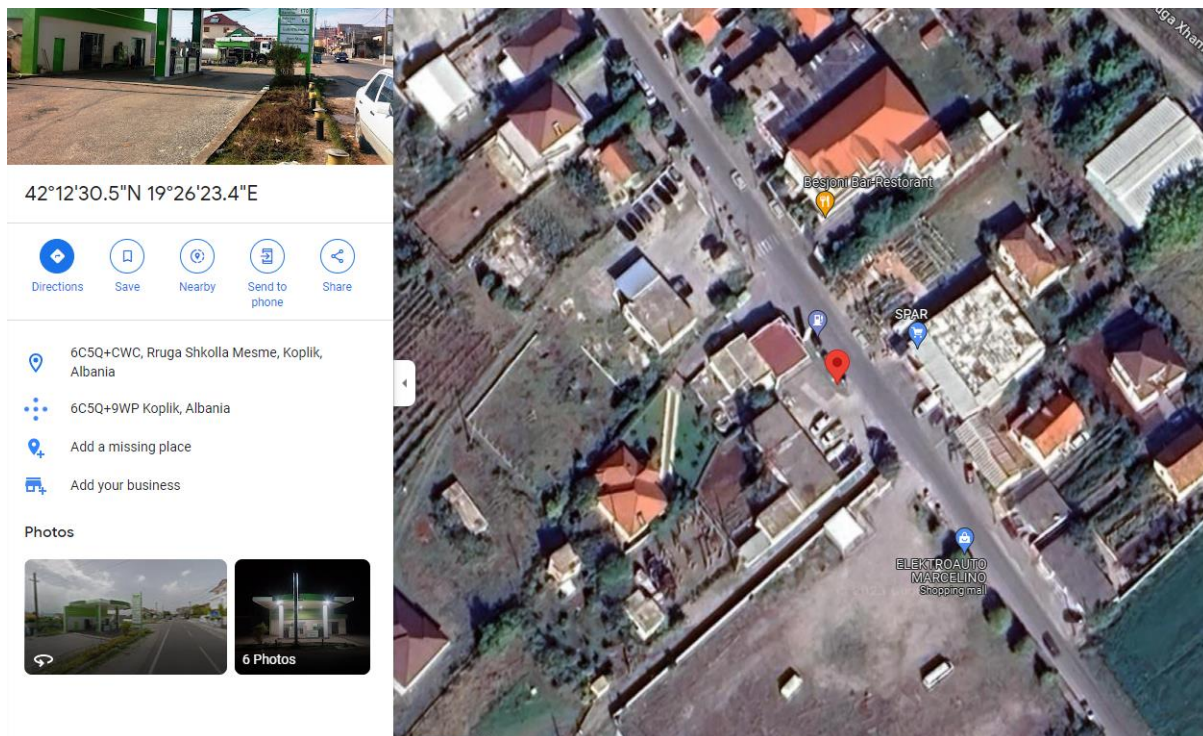 42°12'30.5"N 19°26'23.4"E
Directions
Save
Nearby
Send to
phone
Share
6C5Q+CWC, Rruga Shkolla Mesme, Koplik,
Albania
6C5Q+9WP Koplik, Albania
Add a missing place
Add your business
Photos
6 Photos
Besjoni Bar-Restorant
SPAR
ELEKTROAUTO
MARCELINO
Shopping mall